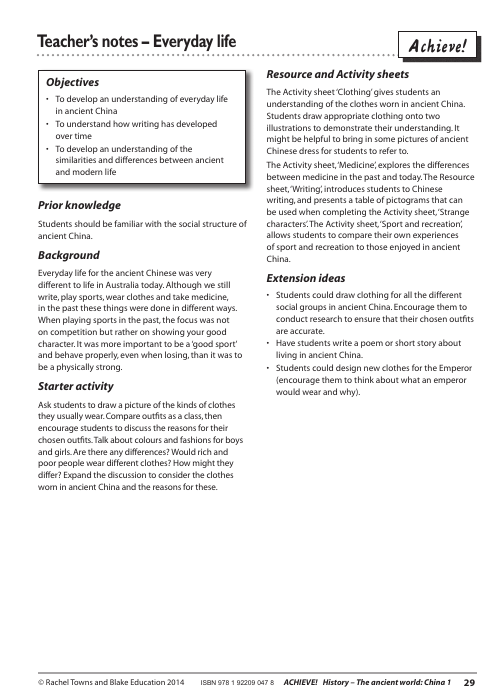 Teacher's notes – Everyday life
Achieve!
Objectives
• To develop an understanding of everyday life
in ancient China
• To understand how writing has developed
over time
• To develop an understanding of the
similarities and differences between ancient
and modern life
Prior knowledge
Students should be familiar with the social structure of
ancient China.
Background
Everyday life for the ancient Chinese was very
different to life in Australia today. Although we still
write, play sports, wear clothes and take medicine,
in the past these things were done in different ways.
When playing sports in the past, the focus was not
on competition but rather on showing your good
character. It was more important to be a 'good sport'
and behave properly, even when losing, than it was to
be a physically strong.
Starter activity
Ask students to draw a picture of the kinds of clothes
they usually wear. Compare outfits as a class, then
encourage students to discuss the reasons for their
chosen outfits. Talk about colours and fashions for boys
and girls. Are there any differences? Would rich and
poor people wear different clothes? How might they
differ? Expand the discussion to consider the clothes
worn in ancient China and the reasons for these.
Resource and Activity sheets
The Activity sheet 'Clothing' gives students an
understanding of the clothes worn in ancient China.
Students draw appropriate clothing onto two
illustrations to demonstrate their understanding. It
might be helpful to bring in some pictures of ancient
Chinese dress for students to refer to.
The Activity sheet, 'Medicine', explores the differences
between medicine in the past and today. The Resource
sheet, 'Writing', introduces students to Chinese
writing, and presents a table of pictograms that can
be used when completing the Activity sheet, 'Strange
characters'. The Activity sheet, 'Sport and recreation',
allows students to compare their own experiences
of sport and recreation to those enjoyed in ancient
China.
Extension ideas
• Students could draw clothing for all the different
social groups in ancient China. Encourage them to
conduct research to ensure that their chosen outfits
are accurate.
• Have students write a poem or short story about
living in ancient China.
• Students could design new clothes for the Emperor
(encourage them to think about what an emperor
would wear and why).
© Rachel Towns and Blake Education 2014 ISBN 978 1 92209 047 8 ACHIEVE! History – The ancient world: China 1 29